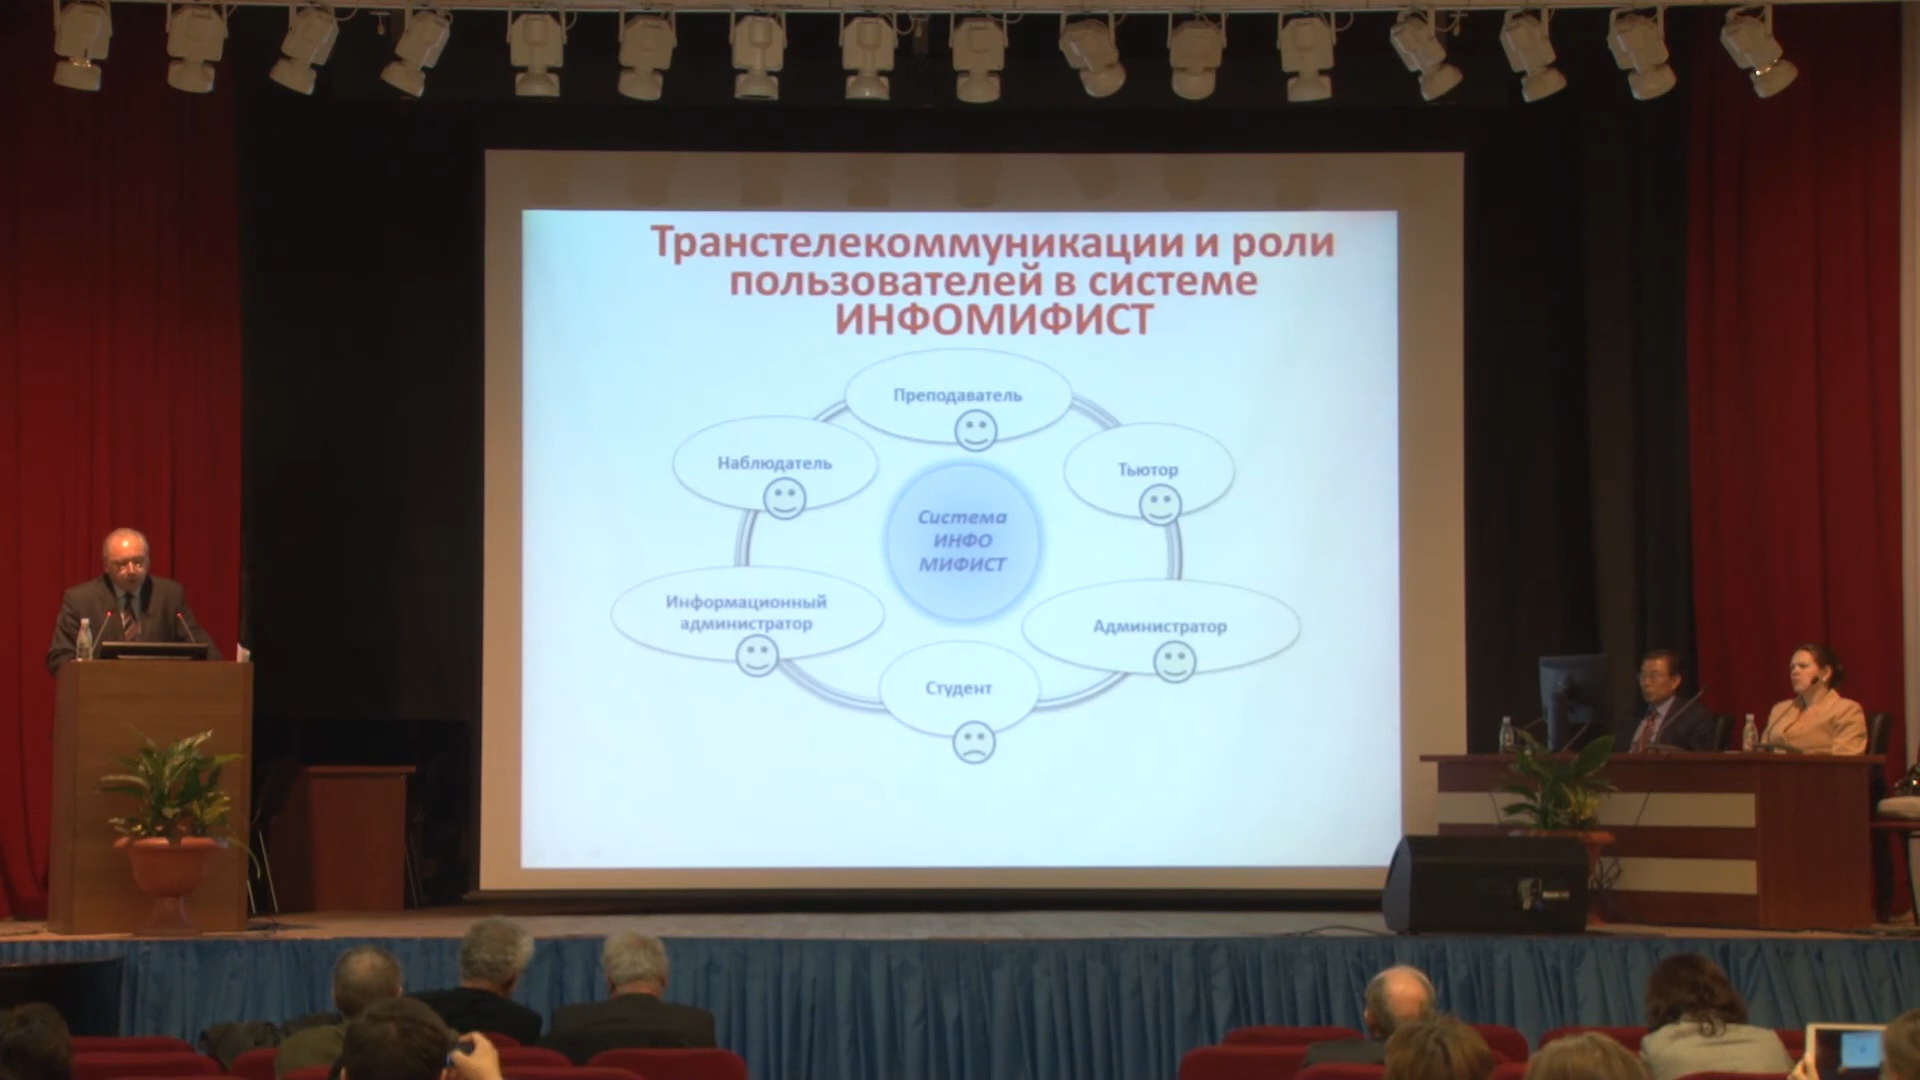 Транстелекоммуникации и роли
пользователей в системе
ИНФОМИФИСТ
Преподаватель
Наблюдатель
Тьютор
Система
ИНФО
МИФИСТ
Информационный
администратор
Администратор
Студент